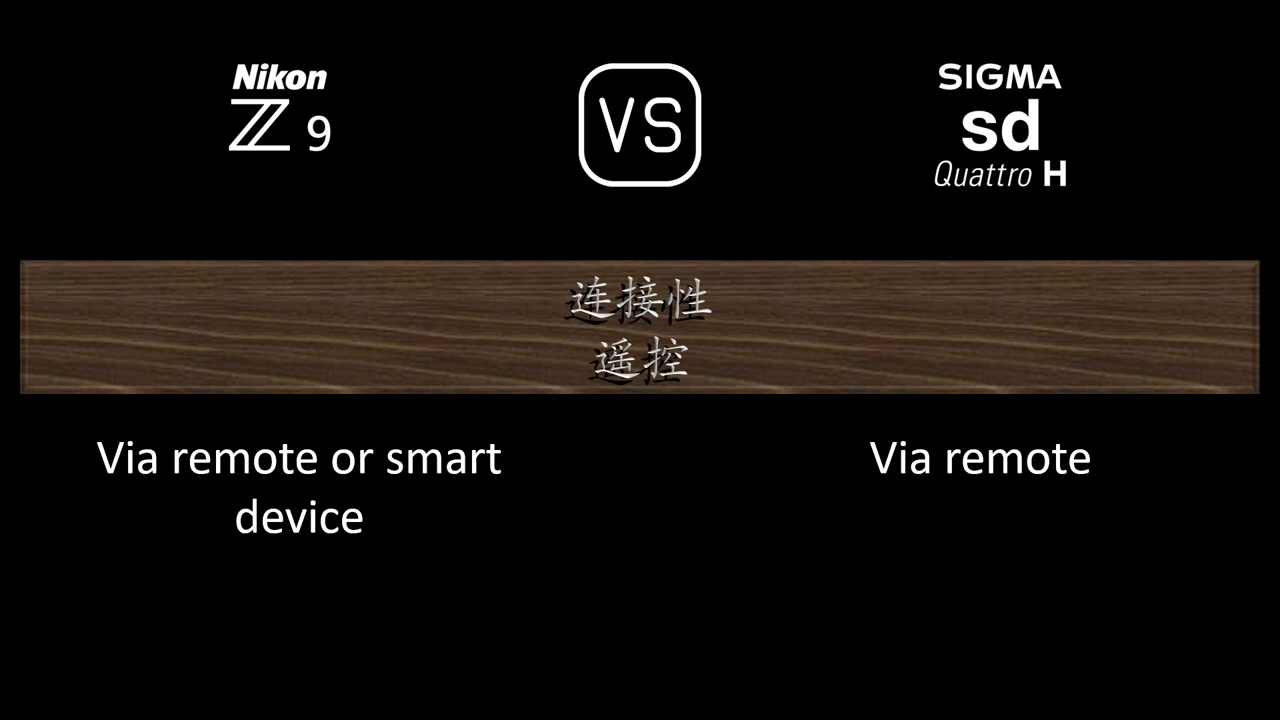 Nikon
Z 9
VS
SIGMA
sd
Quattro H
连接性
遥控
Via remote or smart
device
Via remote